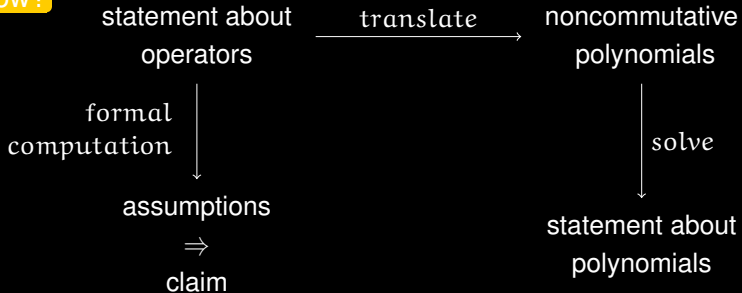 statement about
operators
translate
noncommutative
polynomials
formal
computation
solve
assumptions
⇒
claim
statement about
polynomials